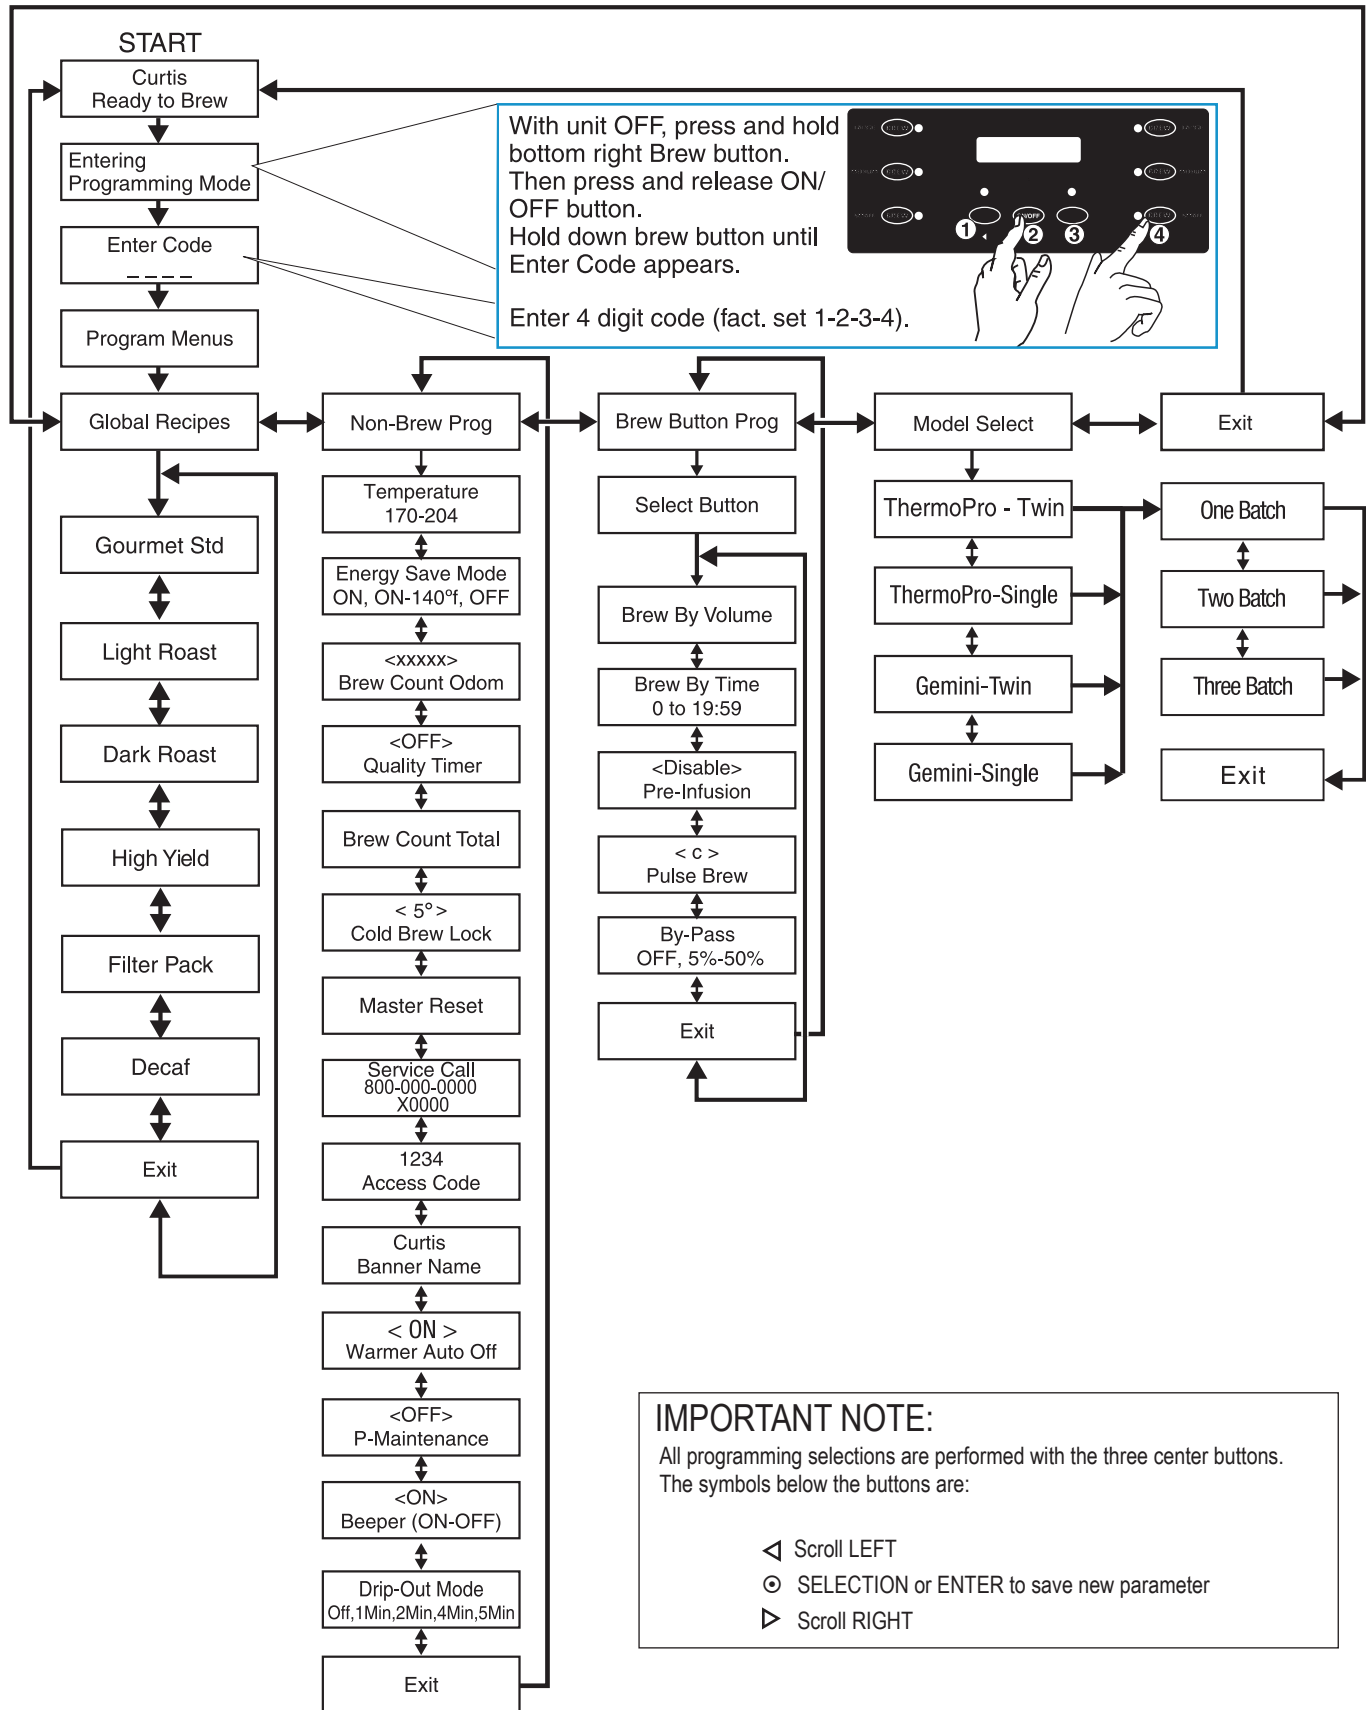 START
Curtis
Ready to Brew
Entering
Programming Mode
Enter Code
_ _ _ _
Program Menus
With unit OFF, press and hold
bottom right Brew button.
Then press and release ON/
OFF button.
Hold down brew button until
Enter Code appears.
Enter 4 digit code (fact. set 1-2-3-4).
BREW
BREW
BREW
BREW
BREW
BREW
ON/OFF
1
2
3
4
Global Recipes
Gourmet Std
Light Roast
Dark Roast
High Yield
Filter Pack
Decaf
Exit
Non-Brew Prog
Temperature
170-204
Energy Save Mode
ON, ON-140°f, OFF
<xxxxx>
Brew Count Odom
<OFF>
Quality Timer
Brew Count Total
< 5° >
Cold Brew Lock
Master Reset
Service Call
800-000-0000
X0000
1234
Access Code
Curtis
Banner Name
< ON >
Warmer Auto Off
<OFF>
P-Maintenance
<ON>
Beeper (ON-OFF)
Drip-Out Mode
Off,1Min,2Min,4Min,5Min
Exit
Brew Button Prog
Select Button
Brew By Volume
Brew By Time
0 to 19:59
<Disable>
Pre-Infusion
< c >
Pulse Brew
By-Pass
OFF, 5%-50%
Exit
Model Select
ThermoPro - Twin
ThermoPro-Single
Gemini-Twin
Gemini-Single
Exit
One Batch
Two Batch
Three Batch
Exit
IMPORTANT NOTE:
All programming selections are performed with the three center buttons.
The symbols below the buttons are:
Scroll LEFT
SELECTION or ENTER to save new parameter
Scroll RIGHT